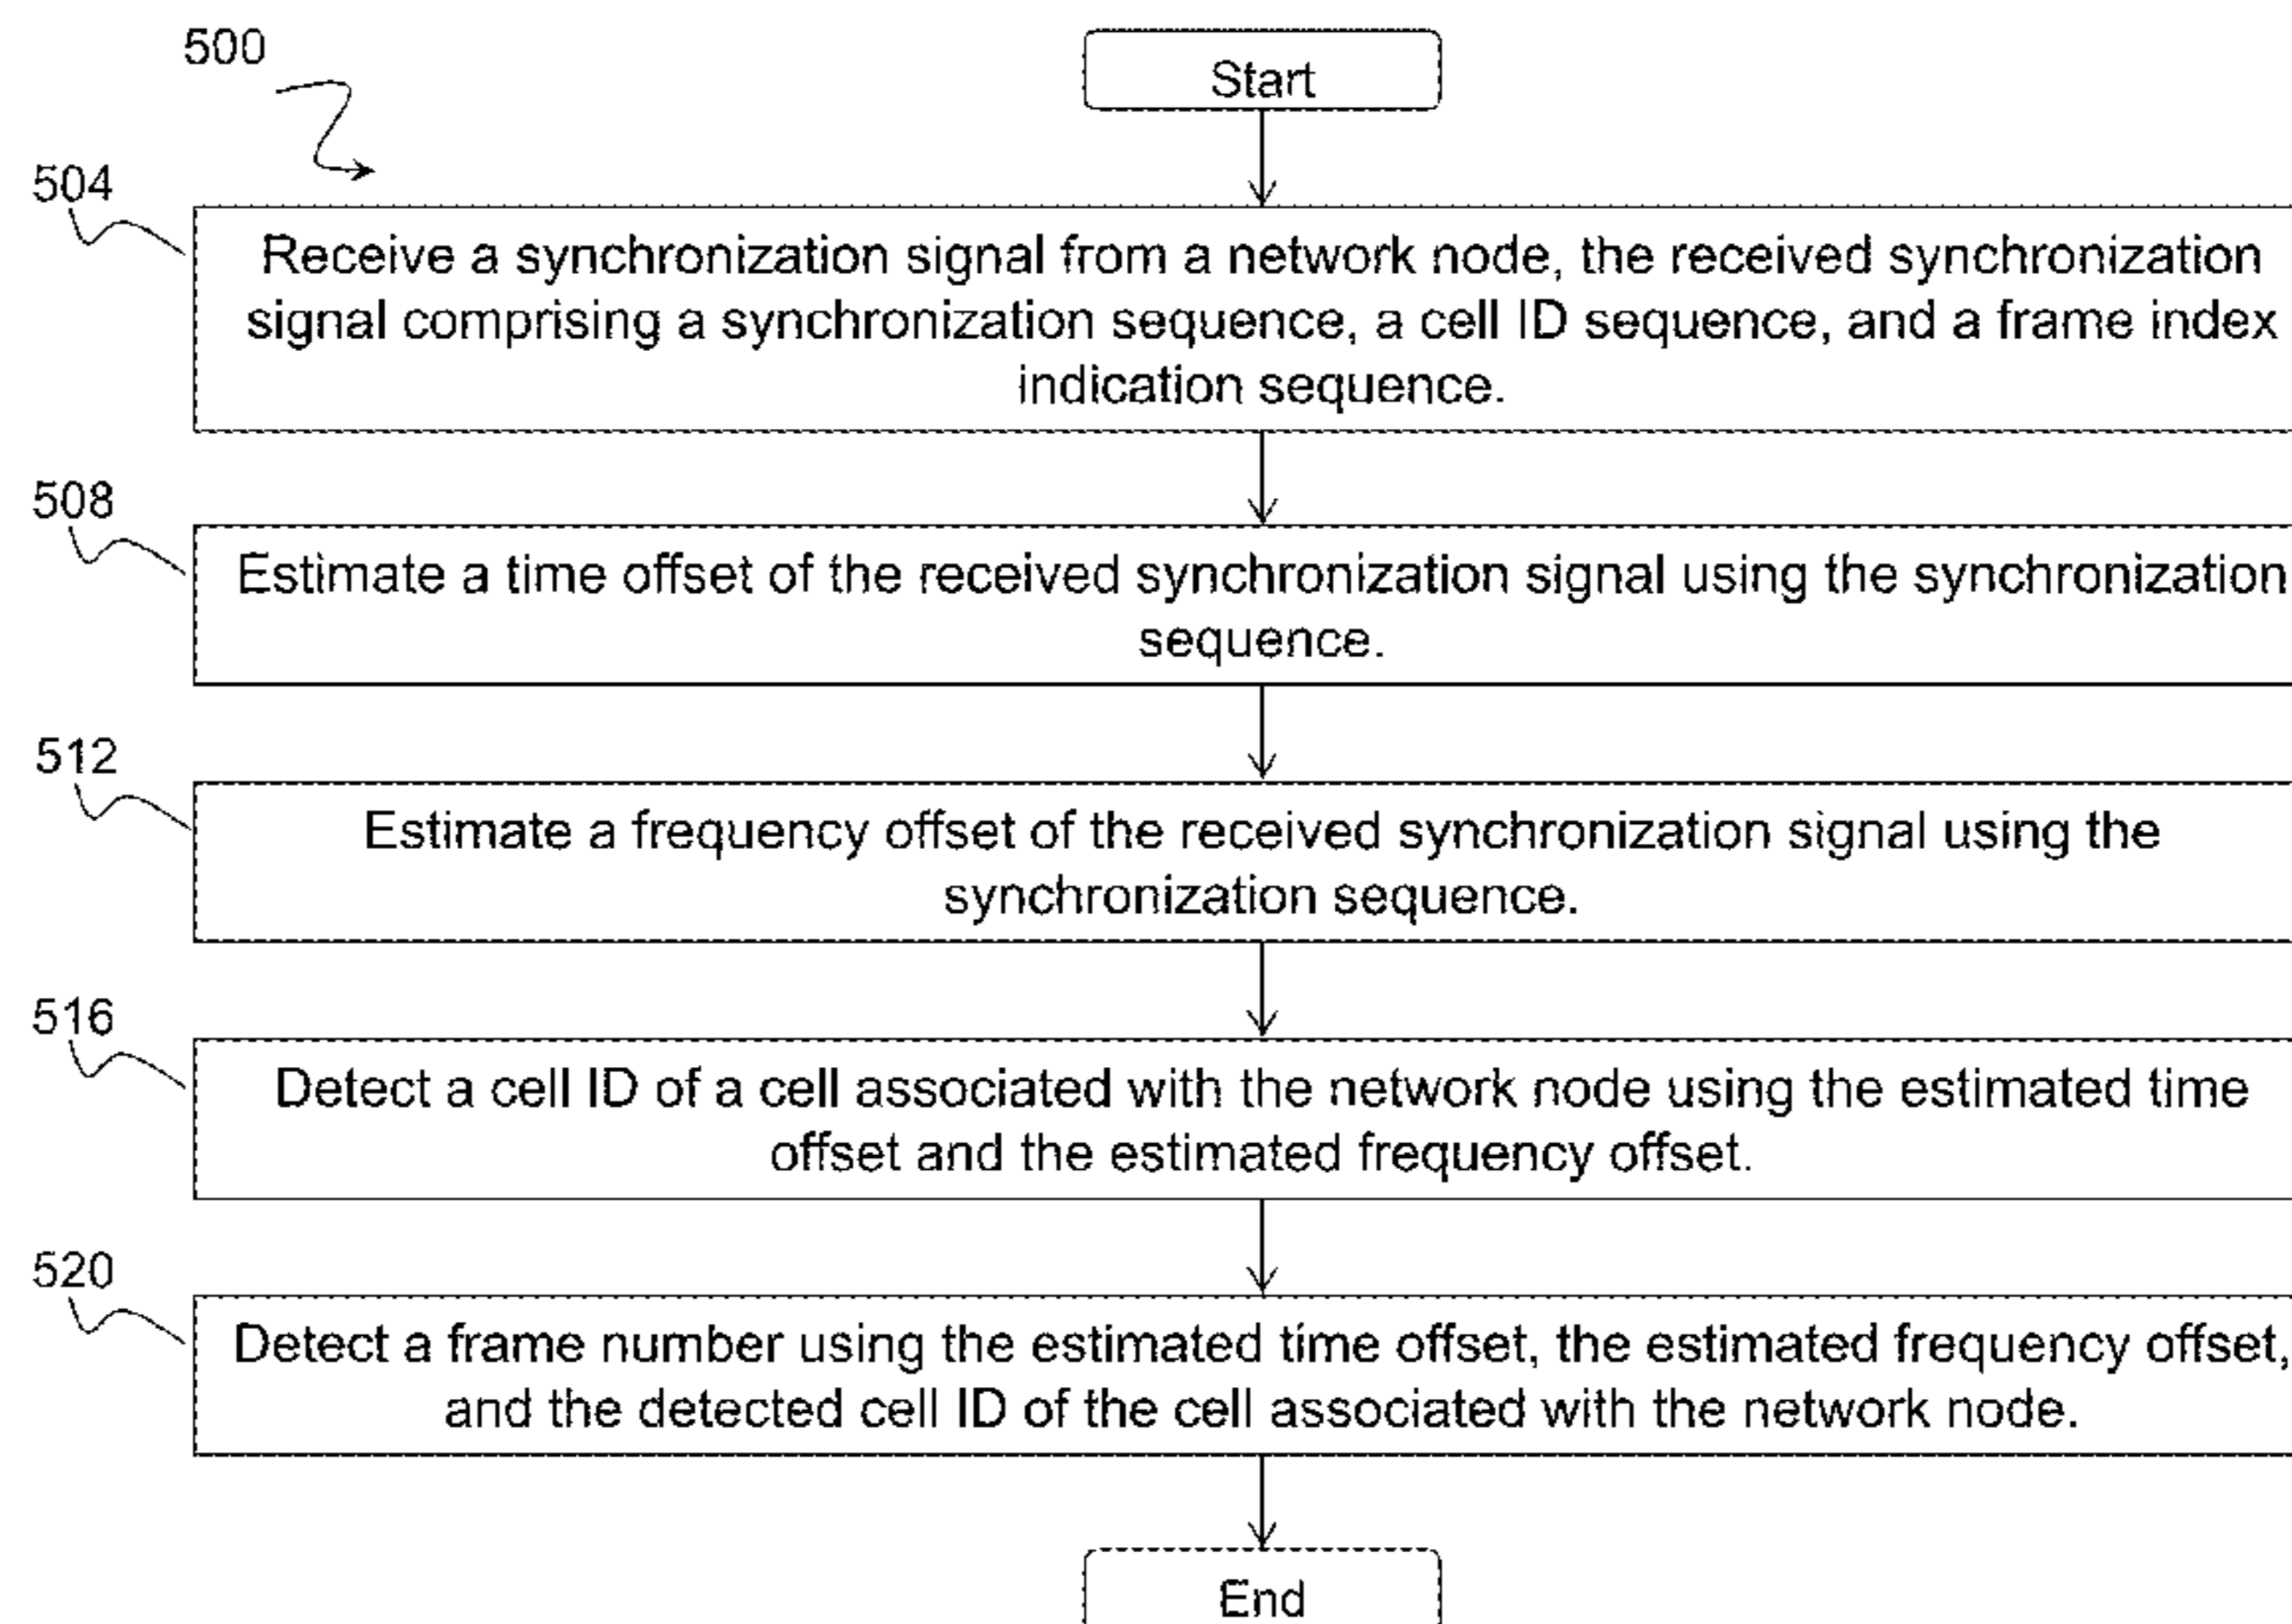 500
Start
504
Receive a synchronization signal from a network node, the received synchronization
signal comprising a synchronization sequence, a cell ID sequence, and a frame index
indication sequence.
508
Estimate a time offset of the received synchronization signal using the synchronization
sequence.
512
Estimate a frequency offset of the received synchronization signal using the
synchronization sequence.
516
Detect a cell ID of a cell associated with the network node using the estimated time
offset and the estimated frequency offset.
520
Detect a frame number using the estimated time offset, the estimated frequency offset,
and the detected cell ID of the cell associated with the network node.
End